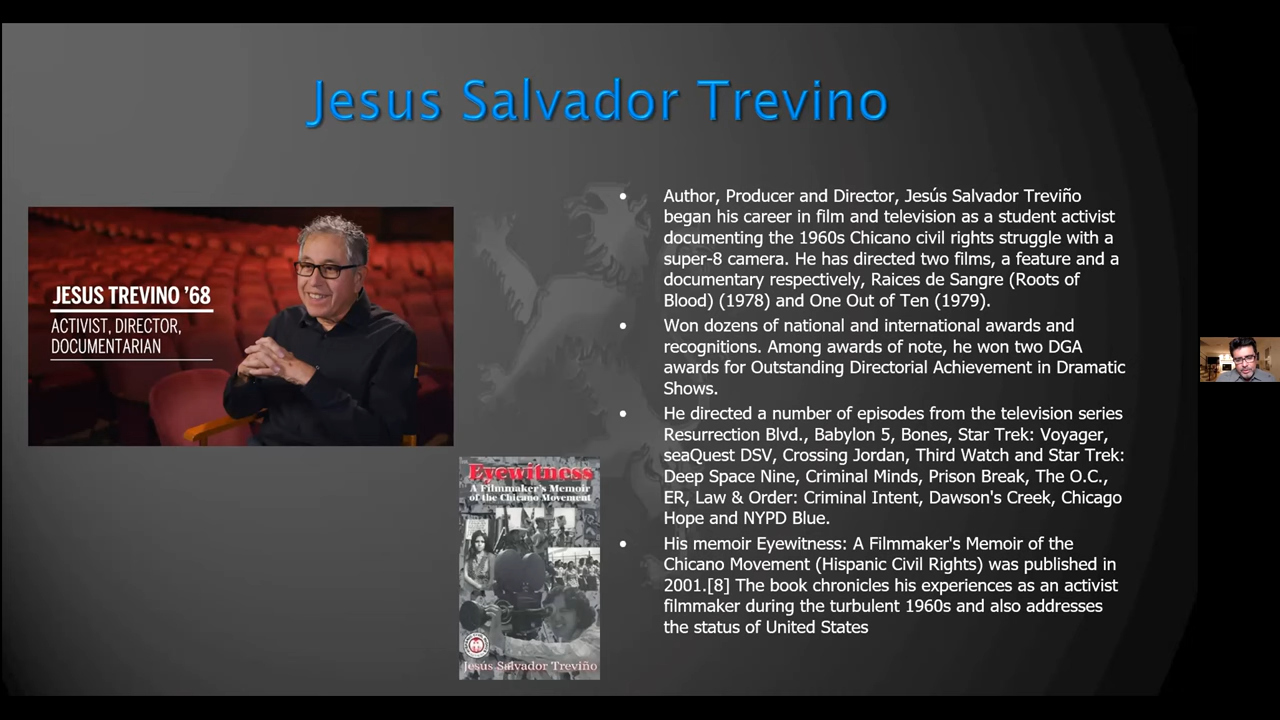 Jesus Salvador Trevino
JESUS TREVINO '68
ACTIVIST, DIRECTOR,
DOCUMENTARIAN
Eyewitness
A Filmmaker's Memoir
of the Chicano Movement
Jesús Salvador Treviño
• Author, Producer and Director, Jesús Salvador Treviño
began his career in film and television as a student activist
documenting the 1960s Chicano civil rights struggle with a
super-8 camera. He has directed two films, a feature and a
documentary respectively, Raices de Sangre (Roots of
Blood) (1978) and One Out of Ten (1979).
• Won dozens of national and international awards and
recognitions. Among awards of note, he won two DGA
awards for Outstanding Directorial Achievement in Dramatic
Shows.
• He directed a number of episodes from the television series
Resurrection Blvd., Babylon 5, Bones, Star Trek: Voyager,
seaQuest DSV, Crossing Jordan, Third Watch and Star Trek:
Deep Space Nine, Criminal Minds, Prison Break, The O.C.,
ER, Law & Order: Criminal Intent, Dawson's Creek, Chicago
Hope and NYPD Blue.
• His memoir Eyewitness: A Filmmaker's Memoir of the
Chicano Movement (Hispanic Civil Rights) was published in
2001.[8] The book chronicles his experiences as an activist
filmmaker during the turbulent 1960s and also addresses
the status of United States